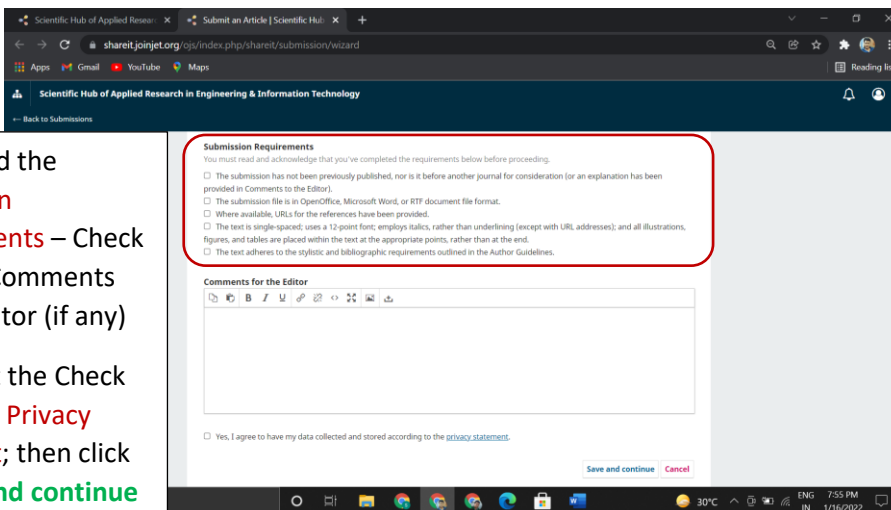 Scientific Hub of Applied Resear
Submit an Article | Scientific Hub
shareit.joinjet.org/ojs/index.php/shareit/submission/wizard
Apps Gmail YouTube Maps Reading lis
Scientific Hub of Applied Research in Engineering & Information Technology
← Back to Submissions
d the
n
ents – Check
Comments
tor (if any)
the Check
Privacy
; then click
nd continue
Submission Requirements
You must read and acknowledge that you've completed the requirements below before proceeding.
The submission has not been previously published, nor is it before another journal for consideration (or an explanation has been
provided in Comments to the Editor).
The submission file is in OpenOffice, Microsoft Word, or RTF document file format.
Where available, URLs for the references have been provided.
The text is single-spaced; uses a 12-point font; employs italics, rather than underlining (except with URL addresses); and all illustrations,
figures, and tables are placed within the text at the appropriate points, rather than at the end.
The text adheres to the stylistic and bibliographic requirements outlined in the Author Guidelines.
Comments for the Editor
B I U
Yes, I agree to have my data collected and stored according to the privacy statement.
Save and continue Cancel
30°C ENG 7:55 PM
IN 1/16/2022